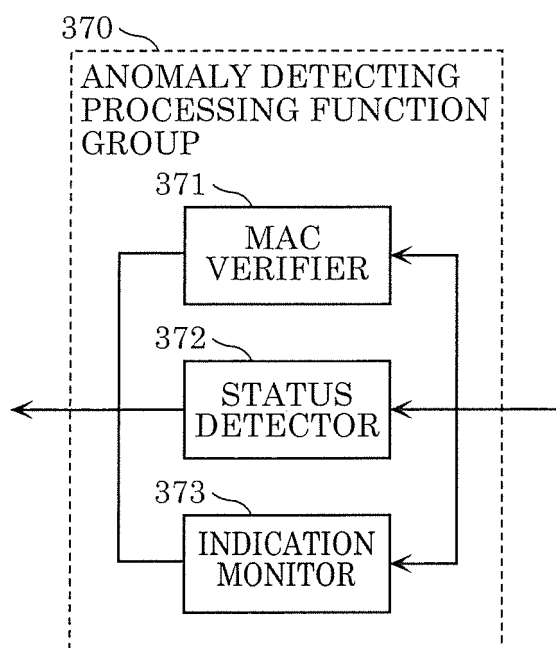 370
ANOMALY DETECTING
PROCESSING FUNCTION
GROUP
371
MAC
VERIFIER
372
STATUS
DETECTOR
373
INDICATION
MONITOR